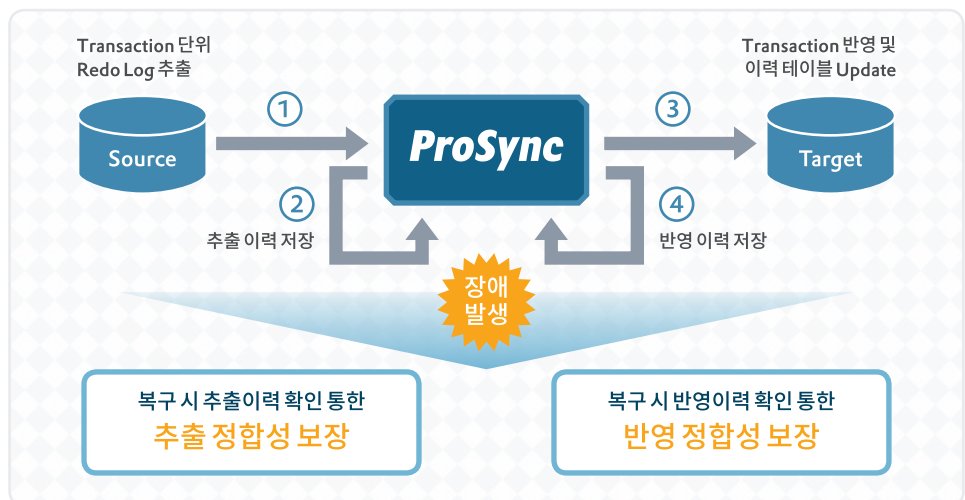 Transaction 단위
Redo Log 추출
Transaction 반영 및
이력 테이블 Update
①
③
ProSync
Source
Target
②
④
추출 이력 저장
반영 이력 저장
장애
발생
복구 시 추출이력 확인 통한
추출 정합성 보장
복구 시 반영이력 확인 통한
반영 정합성 보장